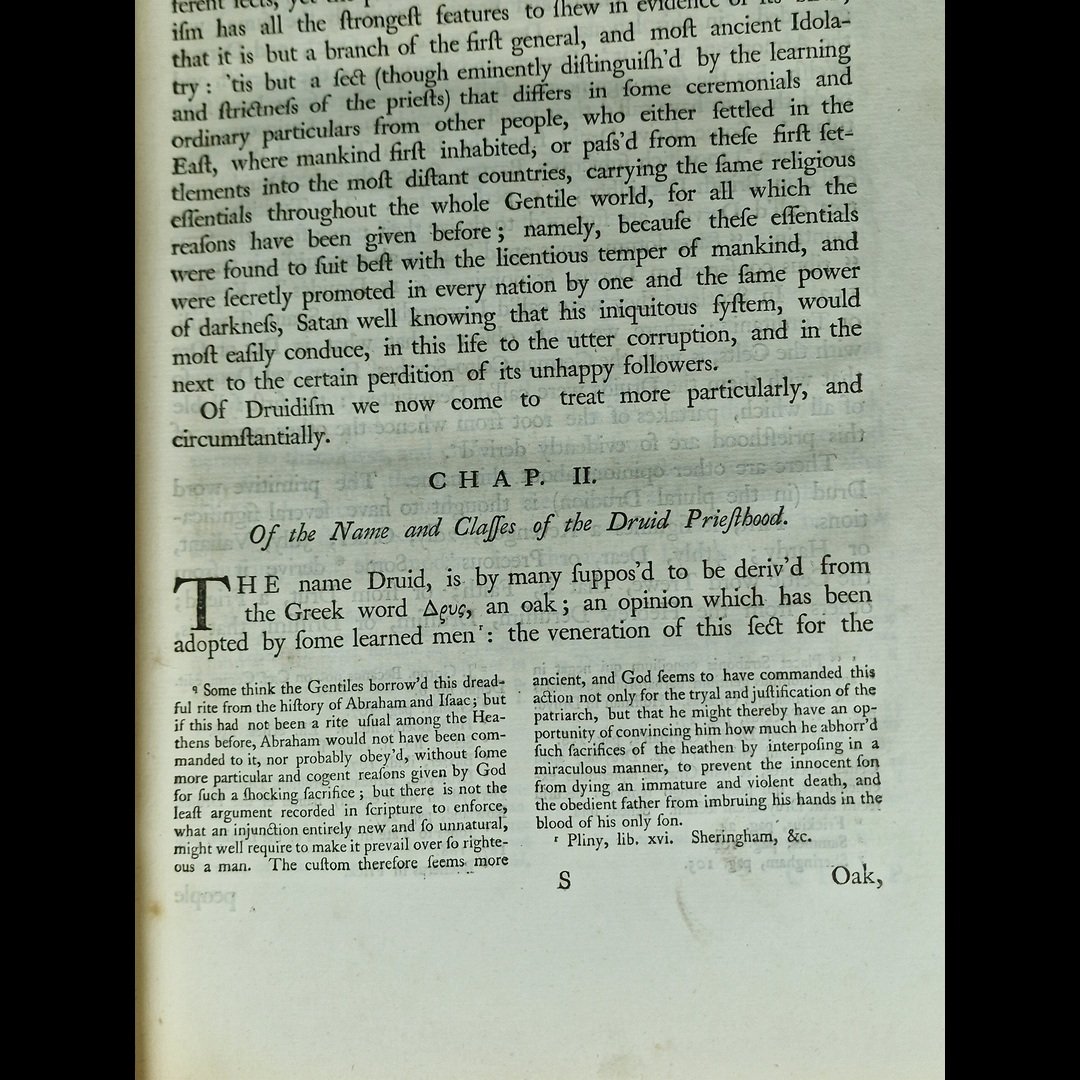 ferent ſects, yet the
iſm has all the ſtrongeſt features to ſhew in evidence of its
that it is but a branch of the firſt general, and moſt ancient Idola-
try: 'tis but a ſect (though eminently diſtinguiſh'd by the learning
and ſtrictneſs of the prieſts) that differs in ſome ceremonials and
ordinary particulars from other people, who either ſettled in the
Eaſt, where mankind firſt inhabited, or paſs'd from theſe firſt ſet-
tlements into the moſt diſtant countries, carrying the ſame religious
eſſentials throughout the whole Gentile world, for all which the
reaſons have been given before; namely, becauſe theſe eſſentials
were found to ſuit beſt with the licentious temper of mankind, and
were ſecretly promoted in every nation by one and the ſame power
of darkneſs, Satan well knowing that his iniquitous ſyſtem, would
moſt eaſily conduce, in this life to the utter corruption, and in the
next to the certain perdition of its unhappy followers.
Of Druidiſm we now come to treat more particularly, and
circumſtantially.
CHAP. II.
Of the Name and Claſſes of the Druid Prieſthood.
THE name Druid, is by many ſuppos'd to be deriv'd from
the Greek word Δρυς, an oak; an opinion which has been
adopted by ſome learned men ʳ: the veneration of this ſect for the
q Some think the Gentiles borrow'd this dread-
ful rite from the hiſtory of Abraham and Iſaac; but
if this had not been a rite uſual among the Hea-
thens before, Abraham would not have been com-
manded to it, nor probably obey'd, without ſome
more particular and cogent reaſons given by God
for ſuch a ſhocking ſacrifice; but there is not the
leaſt argument recorded in ſcripture to enforce,
what an injunction entirely new and ſo unnatural,
might well require to make it prevail over ſo righte-
ous a man. The cuſtom therefore ſeems more
ancient, and God ſeems to have commanded this
action not only for the tryal and juſtification of the
patriarch, but that he might thereby have an op-
portunity of convincing him how much he abhorr'd
ſuch ſacrifices of the heathen by interpoſing in a
miraculous manner, to prevent the innocent ſon
from dying an immature and violent death, and
the obedient father from imbruing his hands in the
blood of his only ſon.
ʳ Pliny, lib. xvi. Sheringham, &c.
S
Oak,